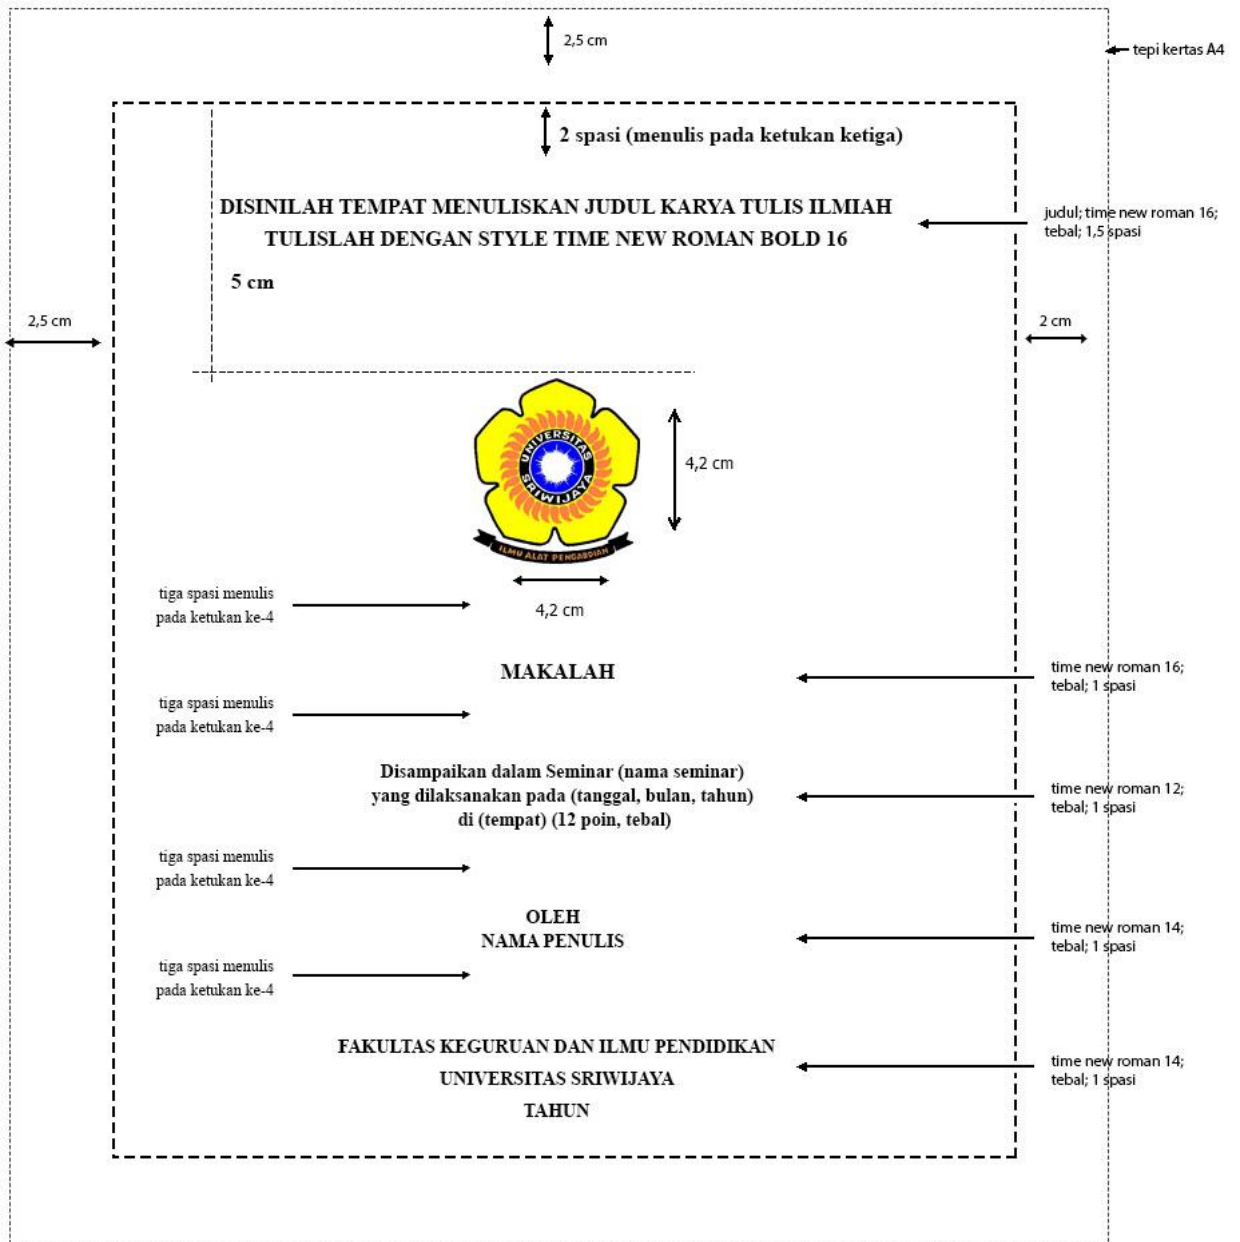 2,5 cm
tepi kertas A4
2 spasi (menulis pada ketukan ketiga)
DISINILAH TEMPAT MENULISKAN JUDUL KARYA TULIS ILMIAH
TULISLAH DENGAN STYLE TIME NEW ROMAN BOLD 16
judul; time new roman 16;
tebal; 1,5 spasi
5 cm
2,5 cm
2 cm
UNIVERSITAS
SRIWIJAYA
ILMU ALAT PENGABDIAN
4,2 cm
4,2 cm
tiga spasi menulis
pada ketukan ke-4
MAKALAH
time new roman 16;
tebal; 1 spasi
tiga spasi menulis
pada ketukan ke-4
Disampaikan dalam Seminar (nama seminar)
yang dilaksanakan pada (tanggal, bulan, tahun)
di (tempat) (12 poin, tebal)
time new roman 12;
tebal; 1 spasi
tiga spasi menulis
pada ketukan ke-4
OLEH
NAMA PENULIS
time new roman 14;
tebal; 1 spasi
tiga spasi menulis
pada ketukan ke-4
FAKULTAS KEGURUAN DAN ILMU PENDIDIKAN
UNIVERSITAS SRIWIJAYA
TAHUN
time new roman 14;
tebal; 1 spasi